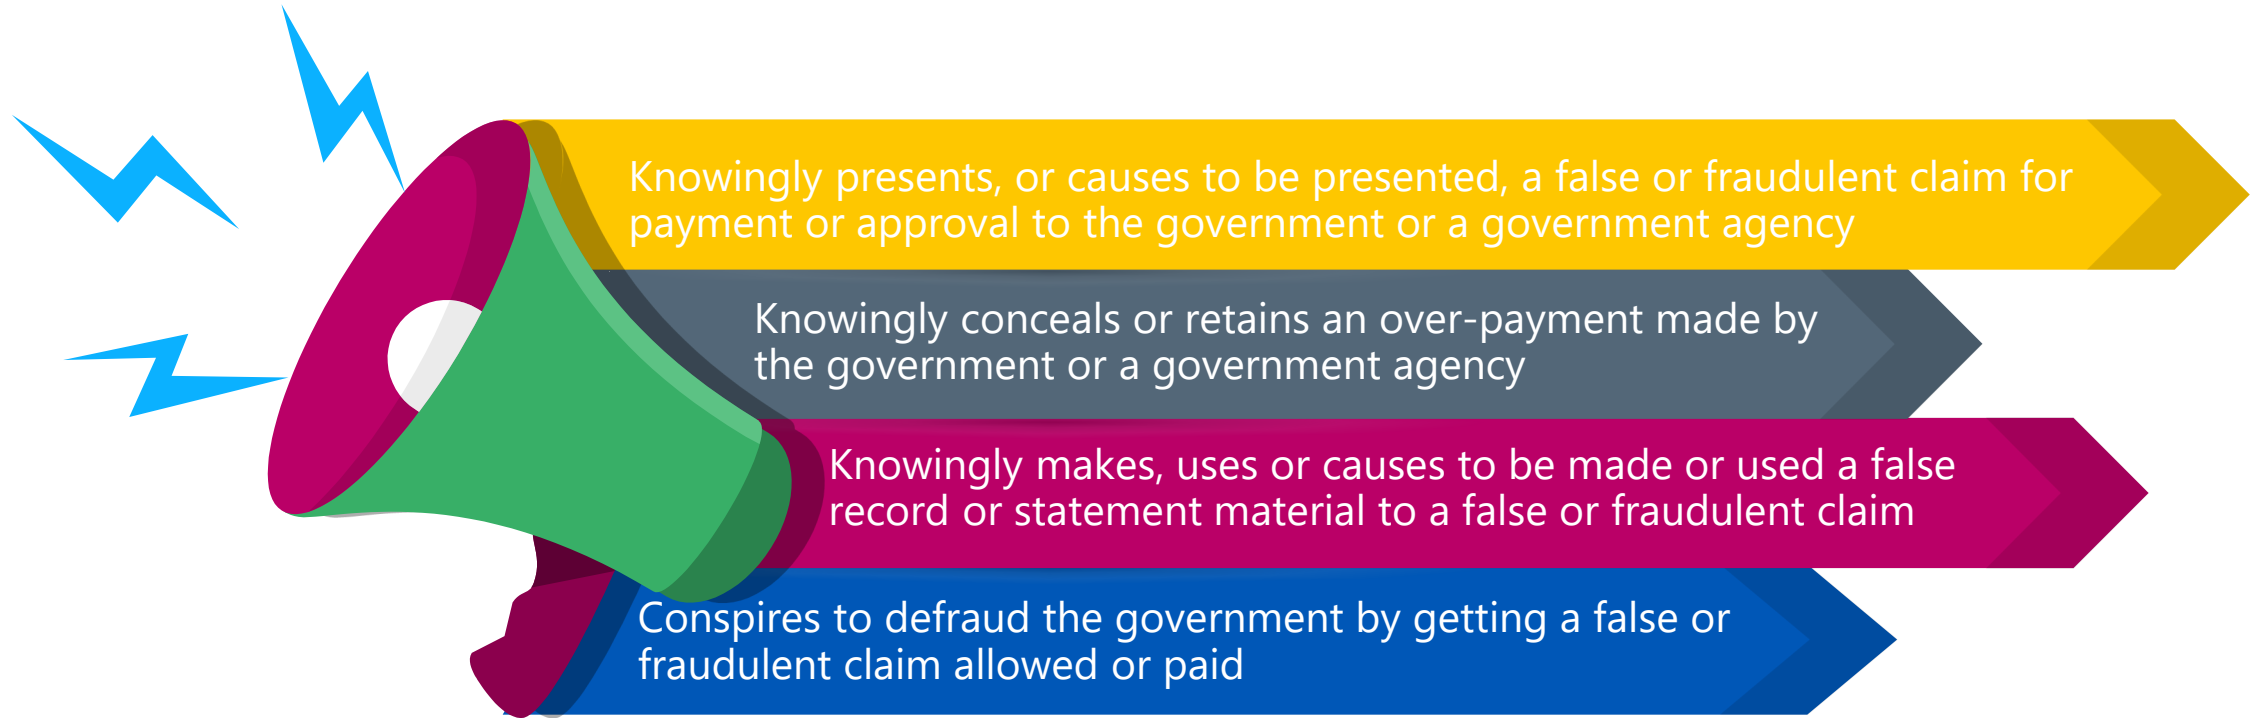 Knowingly presents, or causes to be presented, a false or fraudulent claim for
payment or approval to the government or a government agency
Knowingly conceals or retains an over-payment made by
the government or a government agency
Knowingly makes, uses or causes to be made or used a false
record or statement material to a false or fraudulent claim
Conspires to defraud the government by getting a false or
fraudulent claim allowed or paid